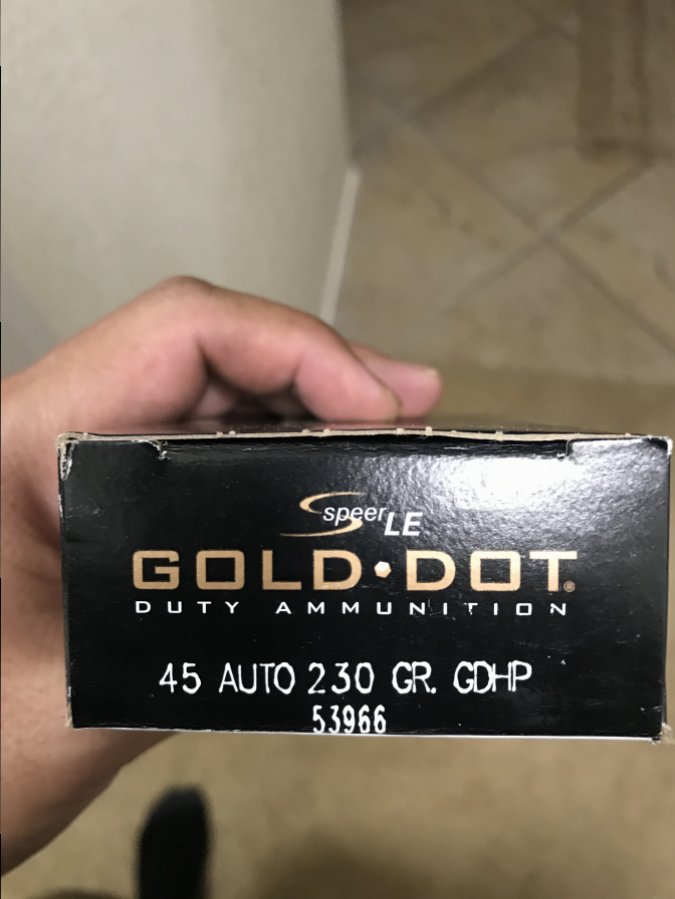 speer LE
GOLD•DOT®
DUTY AMMUNITION
45 AUTO 230 GR. GDHP
53966